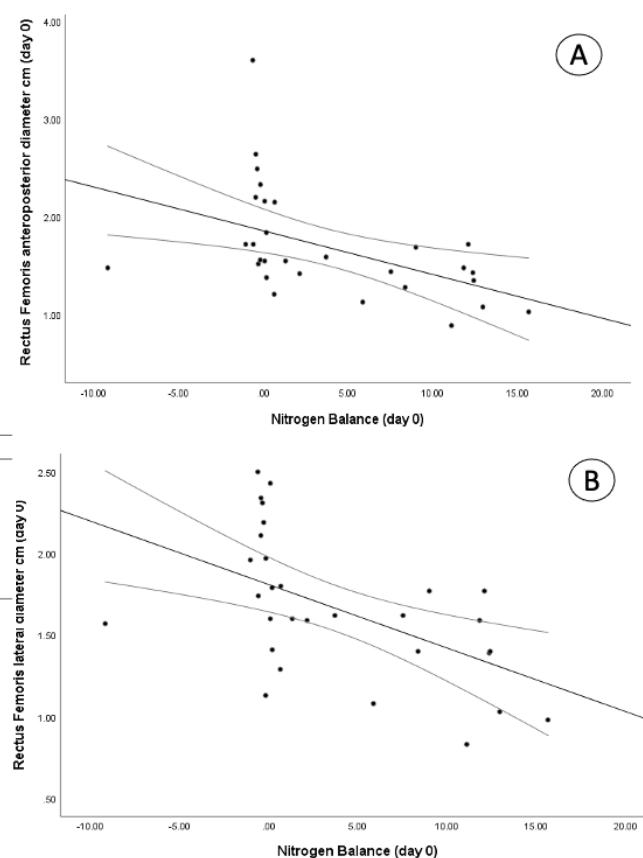 A
Rectus Femoris anteroposterior diameter cm (day 0)
4.00
3.00
2.00
1.00
-10.00 -5.00 .00 5.00 10.00 15.00 20.00
Nitrogen Balance (day 0)
B
Rectus Femoris lateral diameter cm (day 0)
2.50
2.00
1.50
1.00
.50
-10.00 -5.00 .00 5.00 10.00 15.00 20.00
Nitrogen Balance (day 0)